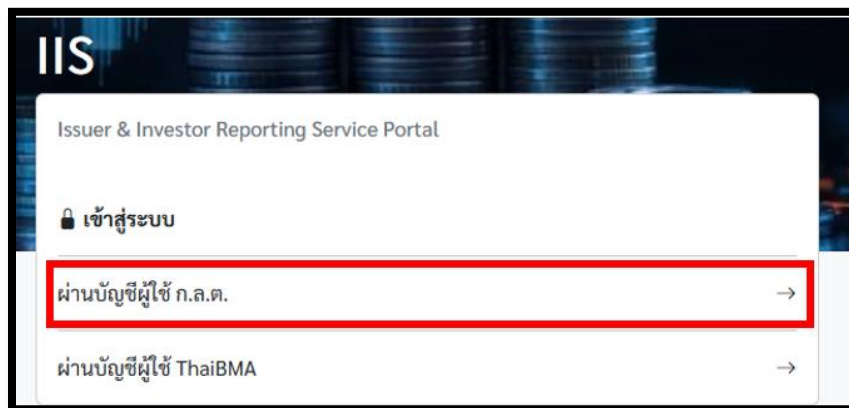 IIS
Issuer & Investor Reporting Service Portal
เข้าสู่ระบบ
ผ่านบัญชีผู้ใช้ ก.ล.ต.
ผ่านบัญชีผู้ใช้ ThaiBMA